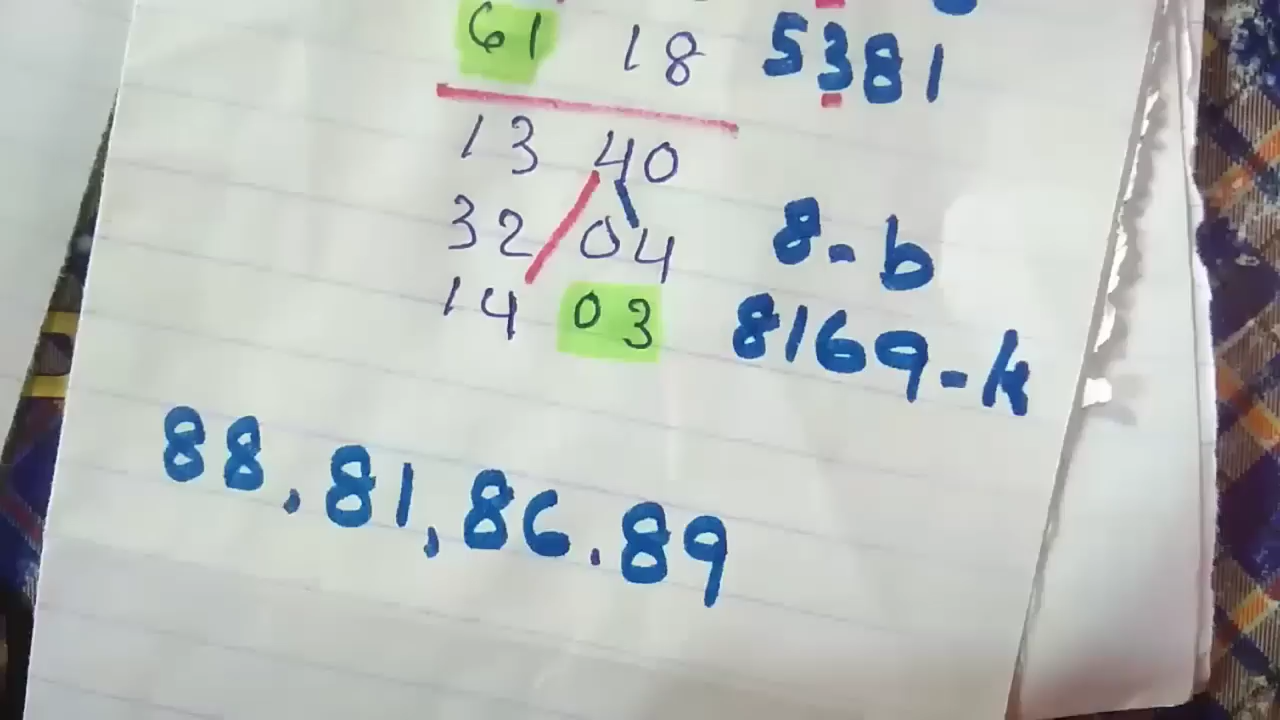 61 18 5381
13 40
32 04 8-b
14 03 8169-k
88.81,86.89